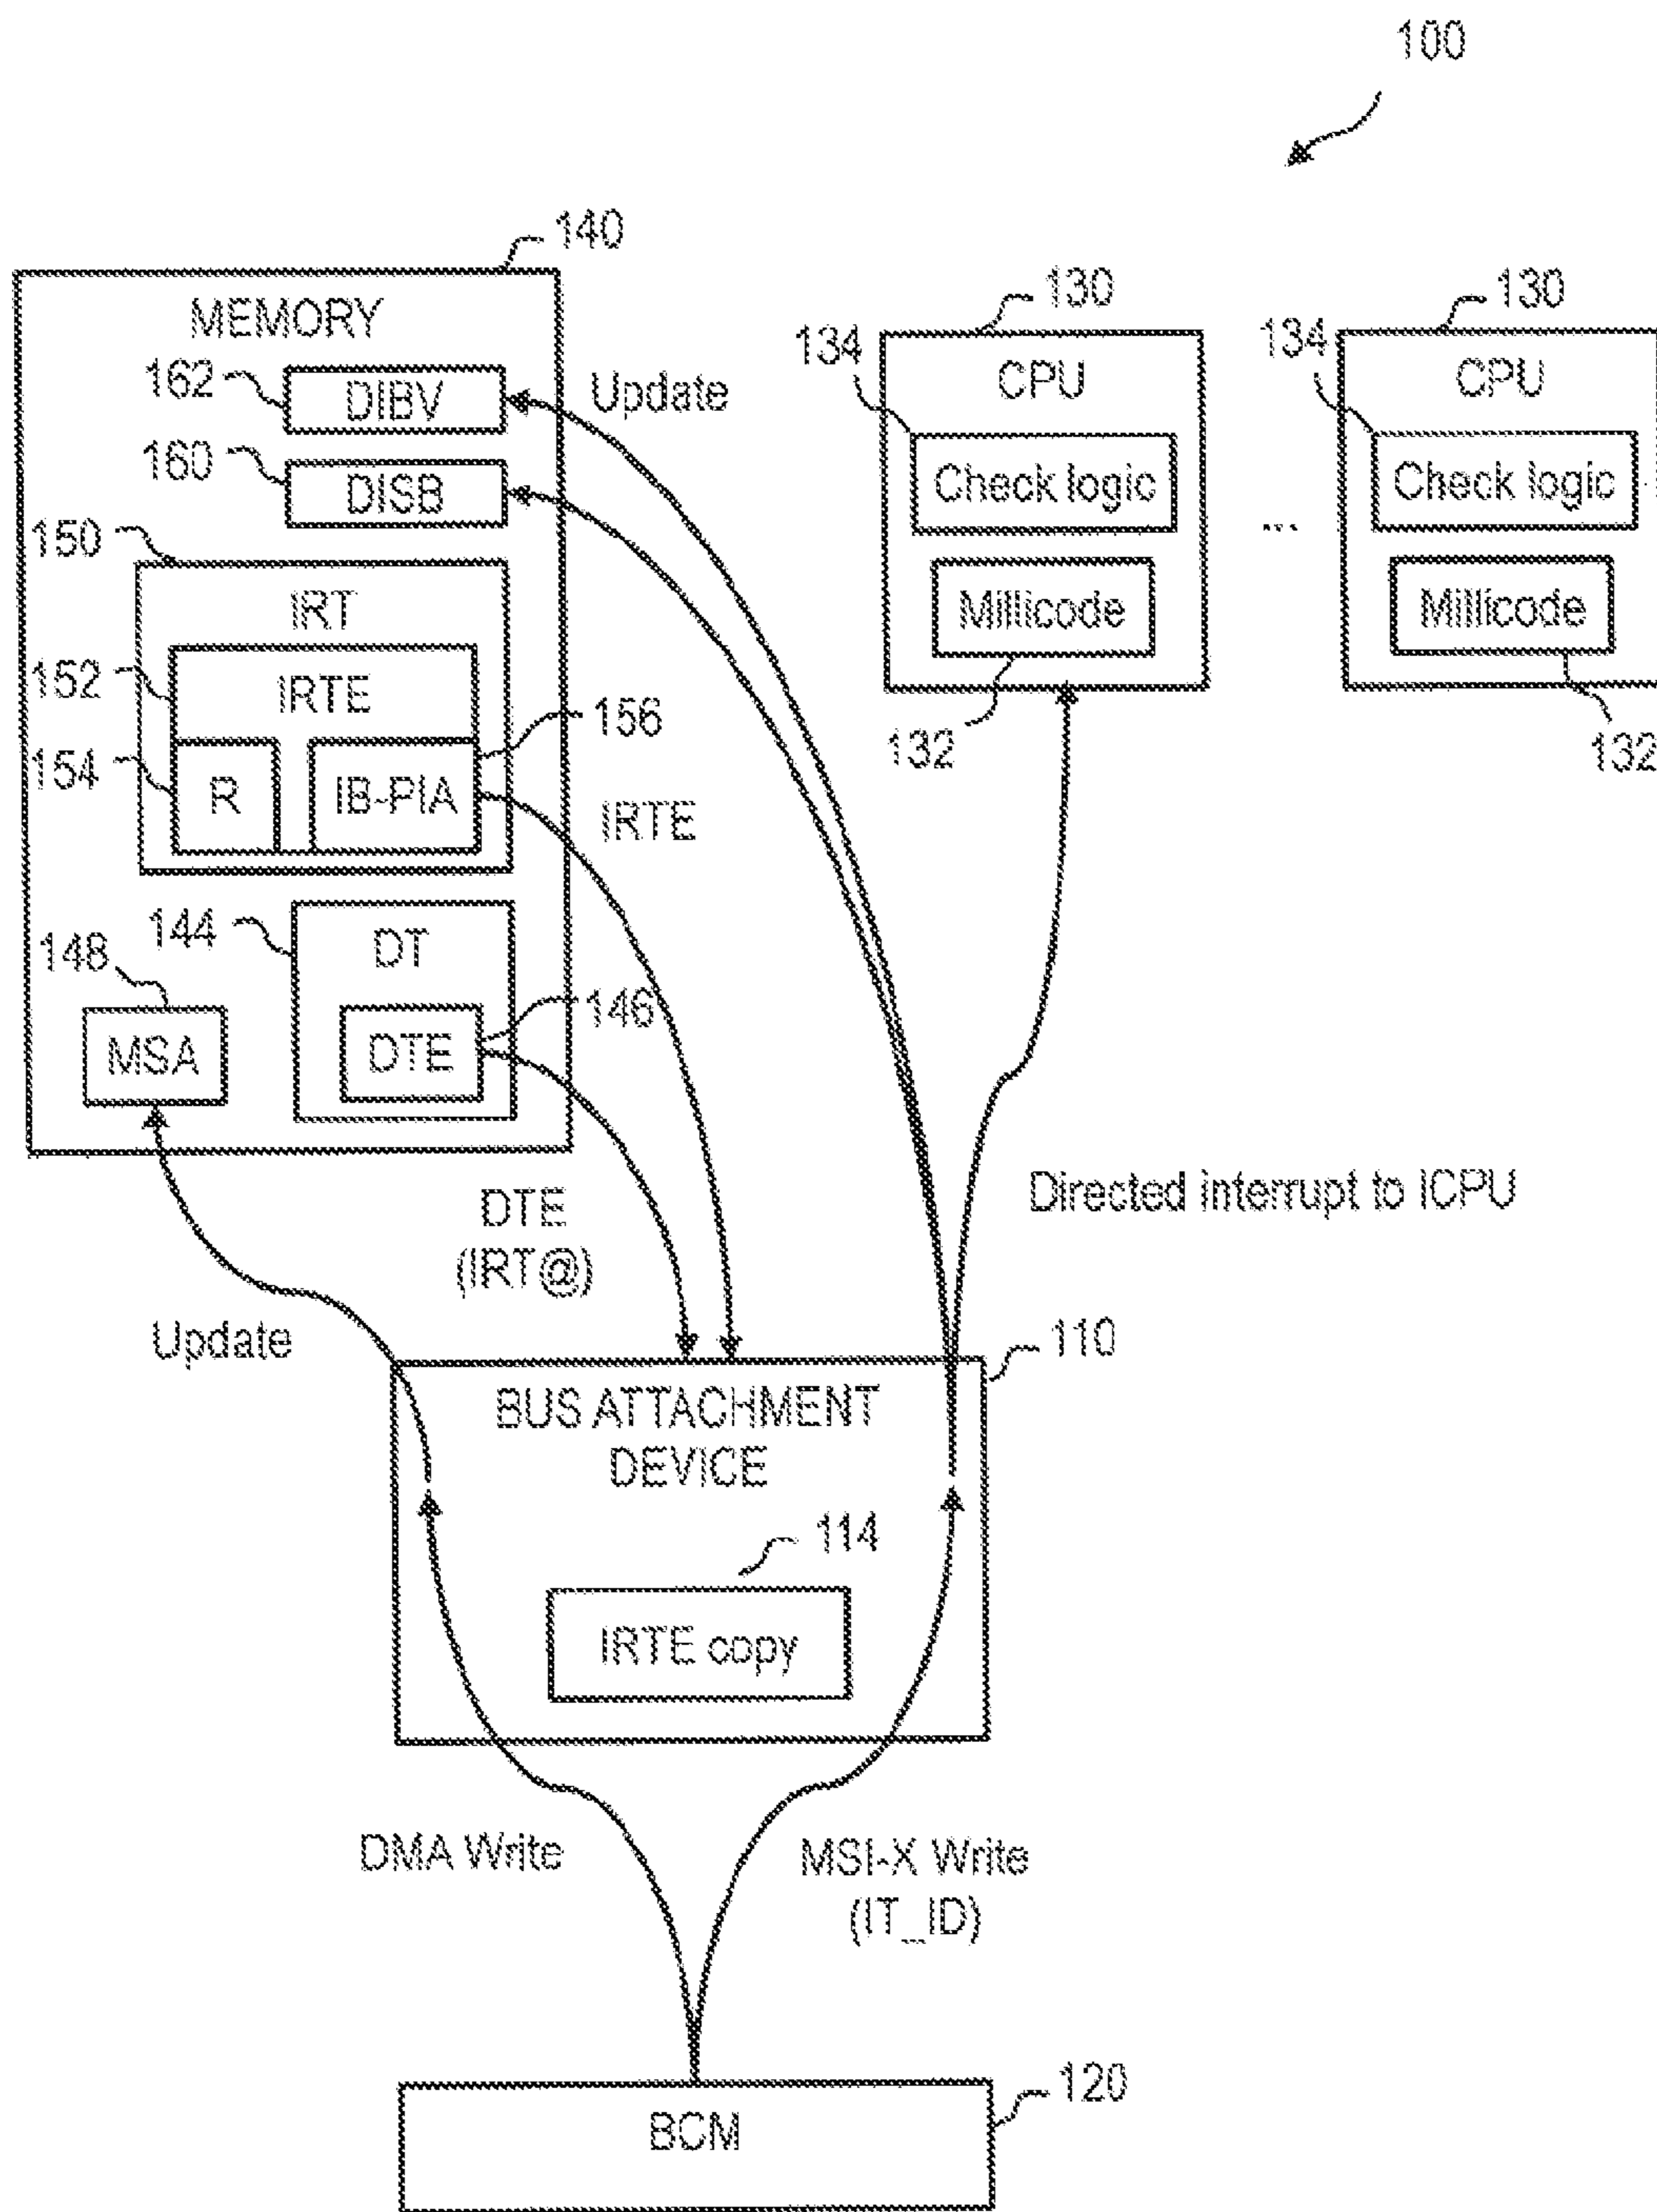 100
140
MEMORY
162
DIBV
Update
160
DISB
150
IRT
152
IRTE
154
R
IB-PIA
156
IRTE
144
DT
148
MSA
DTE
146
130
134
CPU
Check logic
Millicode
132
...
130
134
CPU
Check logic
Millicode
132
DTE
(IRT@)
Directed interrupt to ICPU
Update
110
BUS ATTACHMENT
DEVICE
114
IRTE copy
DMA Write
MSI-X Write
(IT_ID)
120
BCM